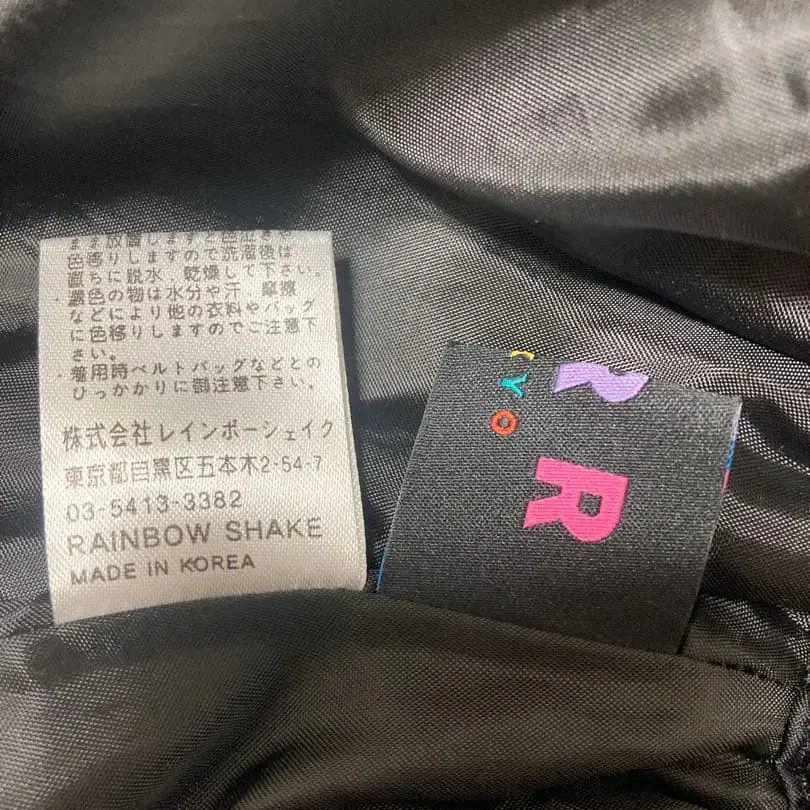 色移りしますので洗濯後は
直ちに脱水、乾燥して下さい。
・濃色の物は水分や汗、摩擦
などにより他の衣料やバッグ
に色移りしますのでご注意下
さい。
・着用時ベルトバッグなどとの
ひっかかりに御注意下さい。
株式会社レインボーシェイク
東京都目黒区五本木2-54-7
03-5413-3382
RAINBOW SHAKE
MADE IN KOREA
R
YO
R